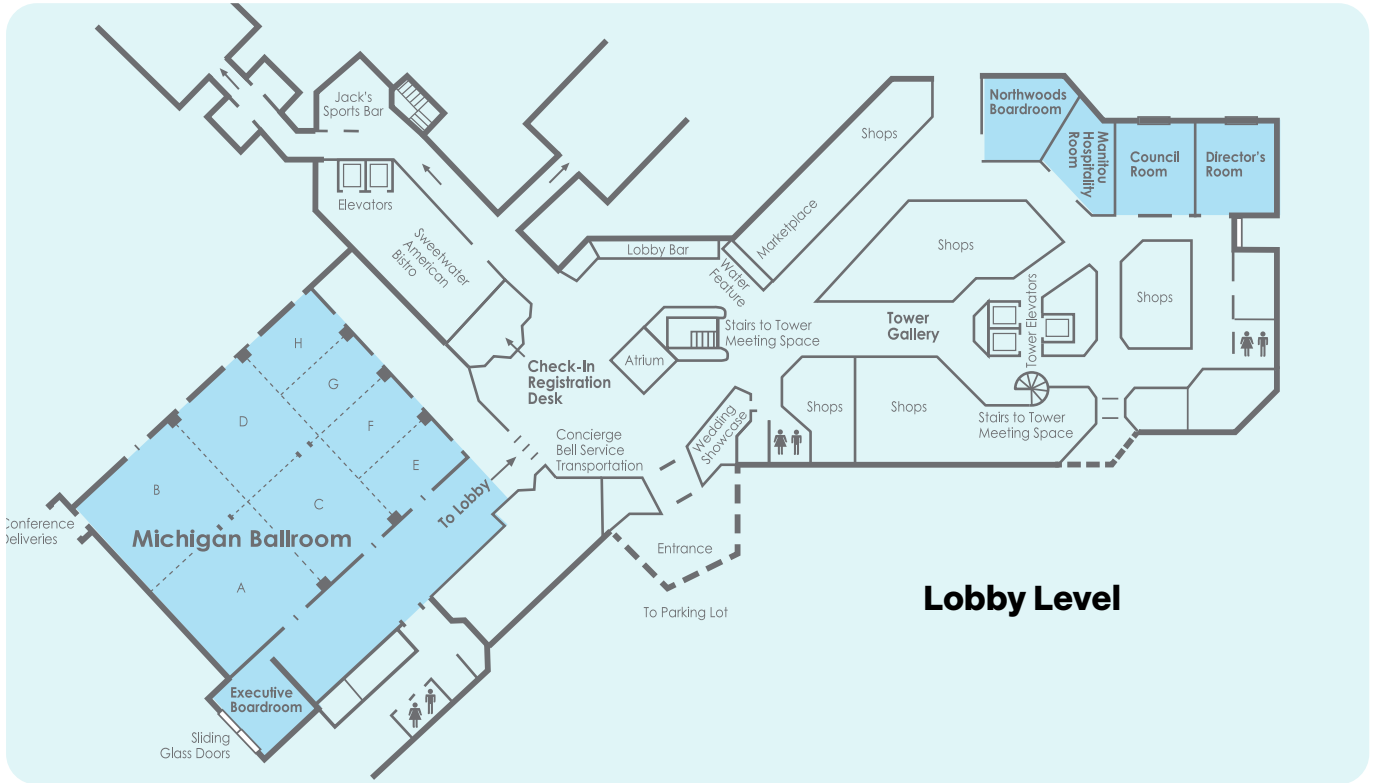 Jack's
Sports Bar
Elevators
Sweetwater
American
Bistro
Lobby Bar
Water
Feature
Marketplace
Shops
Northwoods
Boardroom
Manitou
Hospitality
Room
Council
Room
Director's
Room
Shops
Shops
Tower Elevators
Tower
Gallery
Stairs to Tower
Meeting Space
Atrium
Check-In
Registration
Desk
Concierge
Bell Service
Transportation
Wedding
Showcase
Shops
Shops
Stairs to Tower
Meeting Space
H
G
D
F
E
B
C
A
Michigan Ballroom
To Lobby
Conference
Deliveries
Entrance
To Parking Lot
Lobby Level
Executive
Boardroom
Sliding
Glass Doors